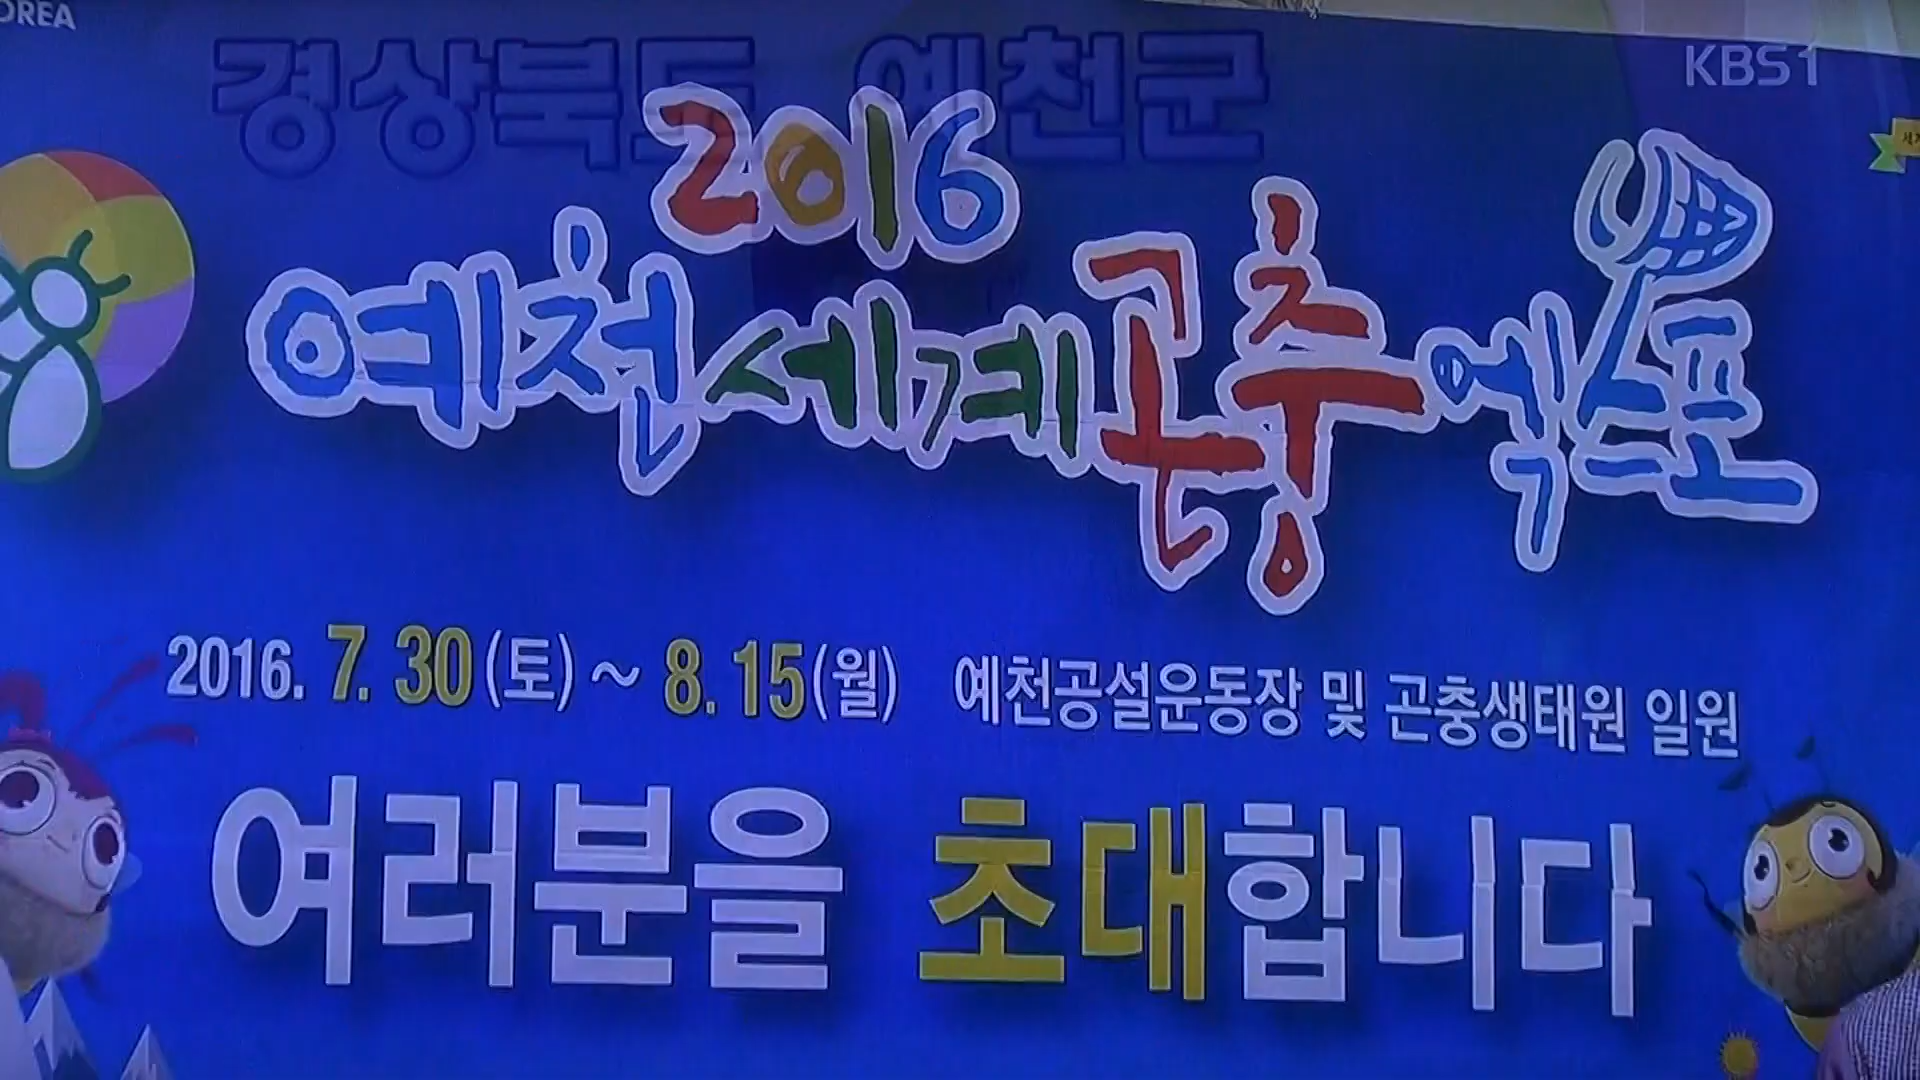 KBS1
경상북도 예천군
2016
예천세계곤충엑스포
2016. 7. 30(토) ~ 8. 15(월) 예천공설운동장 및 곤충생태원 일원
여러분을 초대합니다